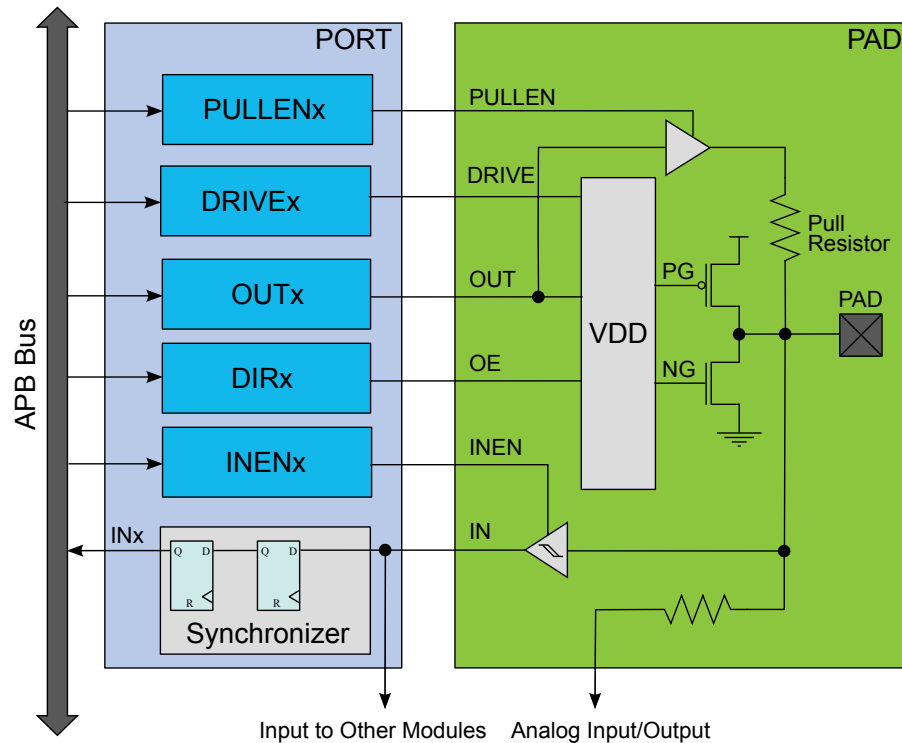 PORT
PAD
PULLENx
PULLEN
DRIVEx
DRIVE
Pull
Resistor
OUTx
OUT
PG
PAD
VDD
APB Bus
DIRx
OE
NG
INENx
INEN
INx
IN
Q D
R
Q D
R
Synchronizer
Input to Other Modules
Analog Input/Output